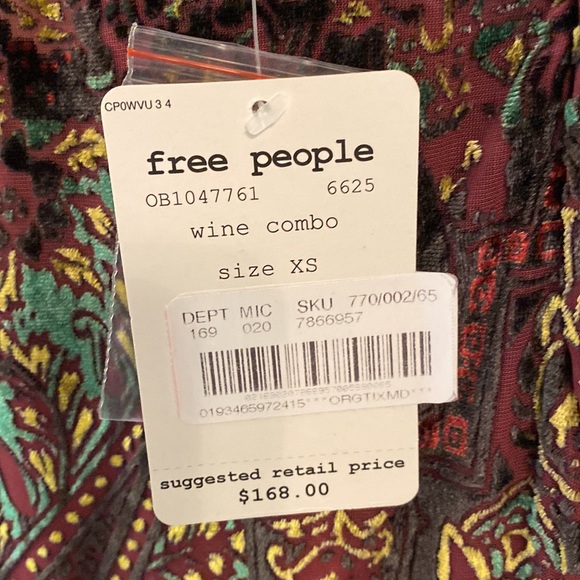 CP0WVU 3 4
free people
OB1047761 6625
wine combo
size XS
DEPT MIC SKU 770/002/65
169 020 7866957
0193465972415***ORGTIXMD***
suggested retail price
$168.00